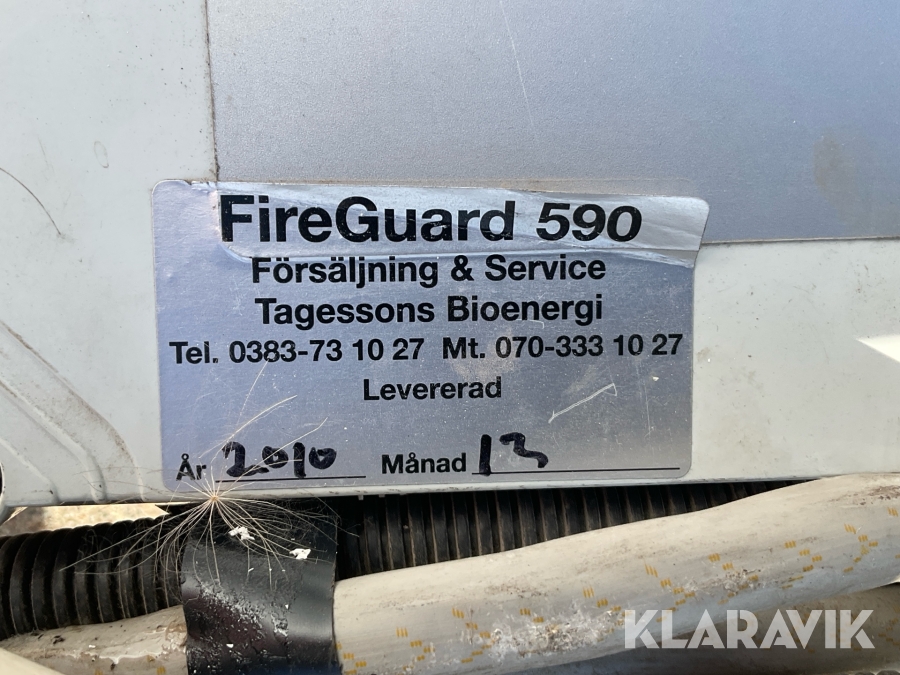 FireGuard 590
Försäljning & Service
Tagessons Bioenergi
Tel. 0383-73 10 27 Mt. 070-333 10 27
Levererad
År 2010 Månad 13
KLARAVIK